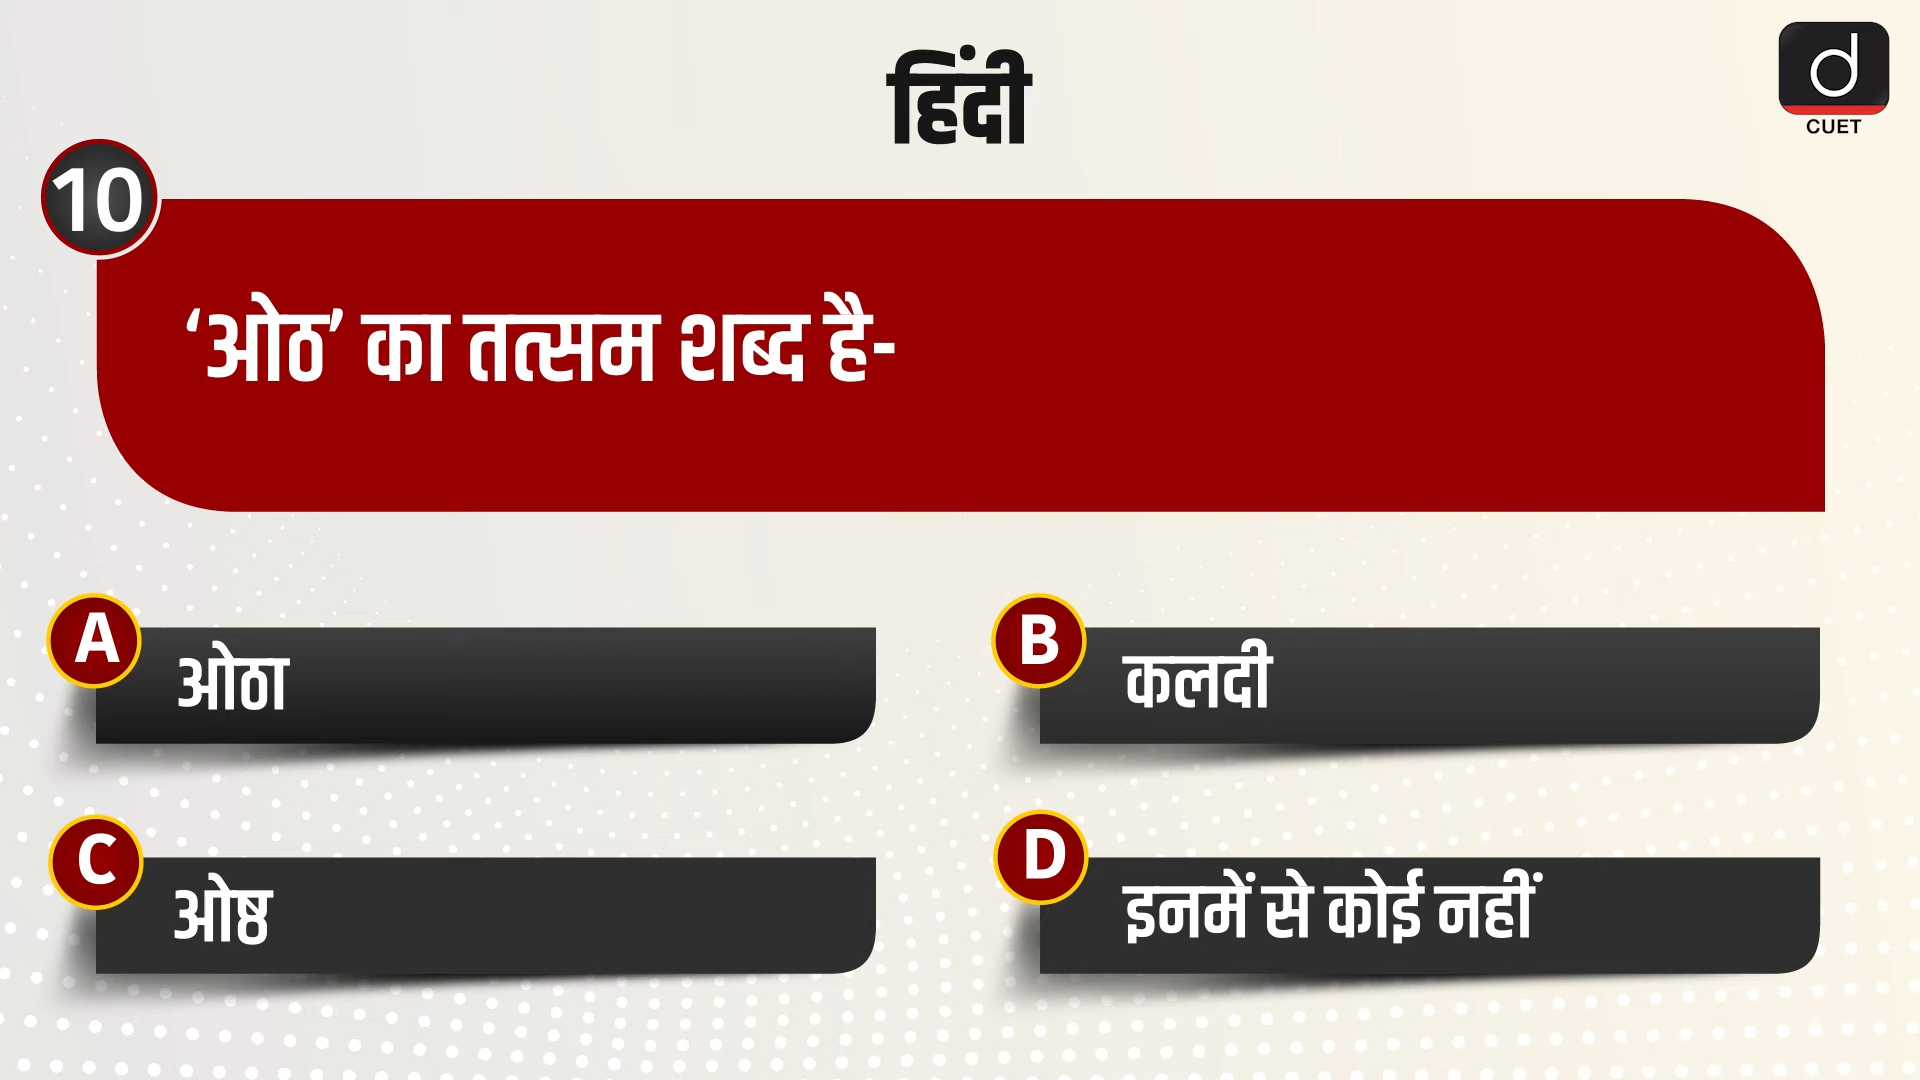 हिंदी
d
CUET
10
‘ओठ’ का तत्सम शब्द है-
A
ओठा
B
कलदी
C
ओष्ठ
D
इनमें से कोई नहीं